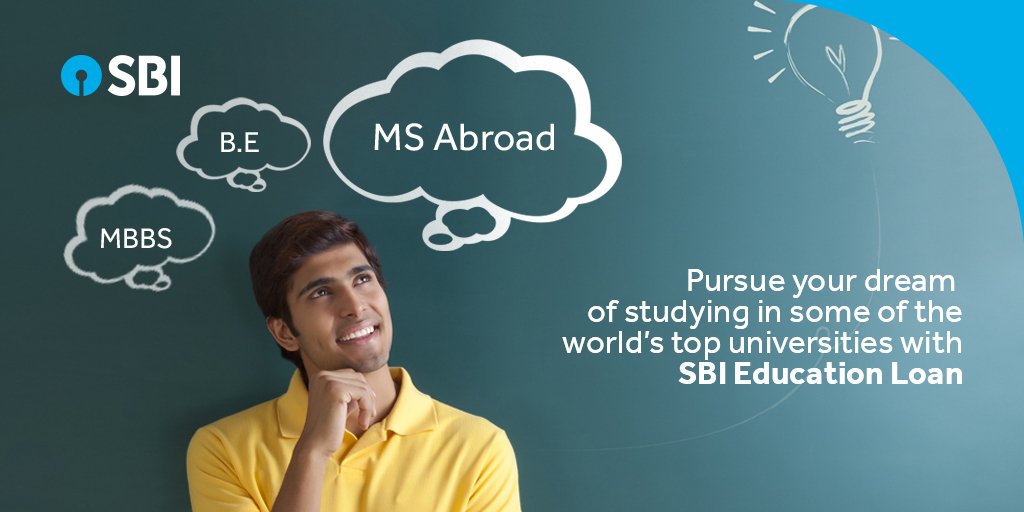 SBI
B.E
MS Abroad
MBBS
Pursue your dream
of studying in some of the
world's top universities with
SBI Education Loan